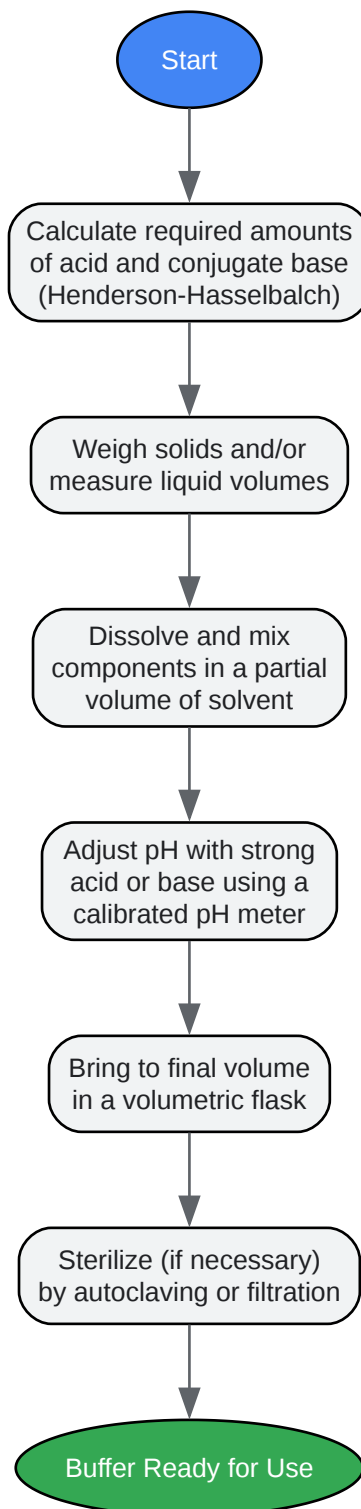 Start
Calculate required amounts
of acid and conjugate base
(Henderson-Hasselbalch)
Weigh solids and/or
measure liquid volumes
Dissolve and mix
components in a partial
volume of solvent
Adjust pH with strong
acid or base using a
calibrated pH meter
Bring to final volume
in a volumetric flask
Sterilize (if necessary)
by autoclaving or filtration
Buffer Ready for Use